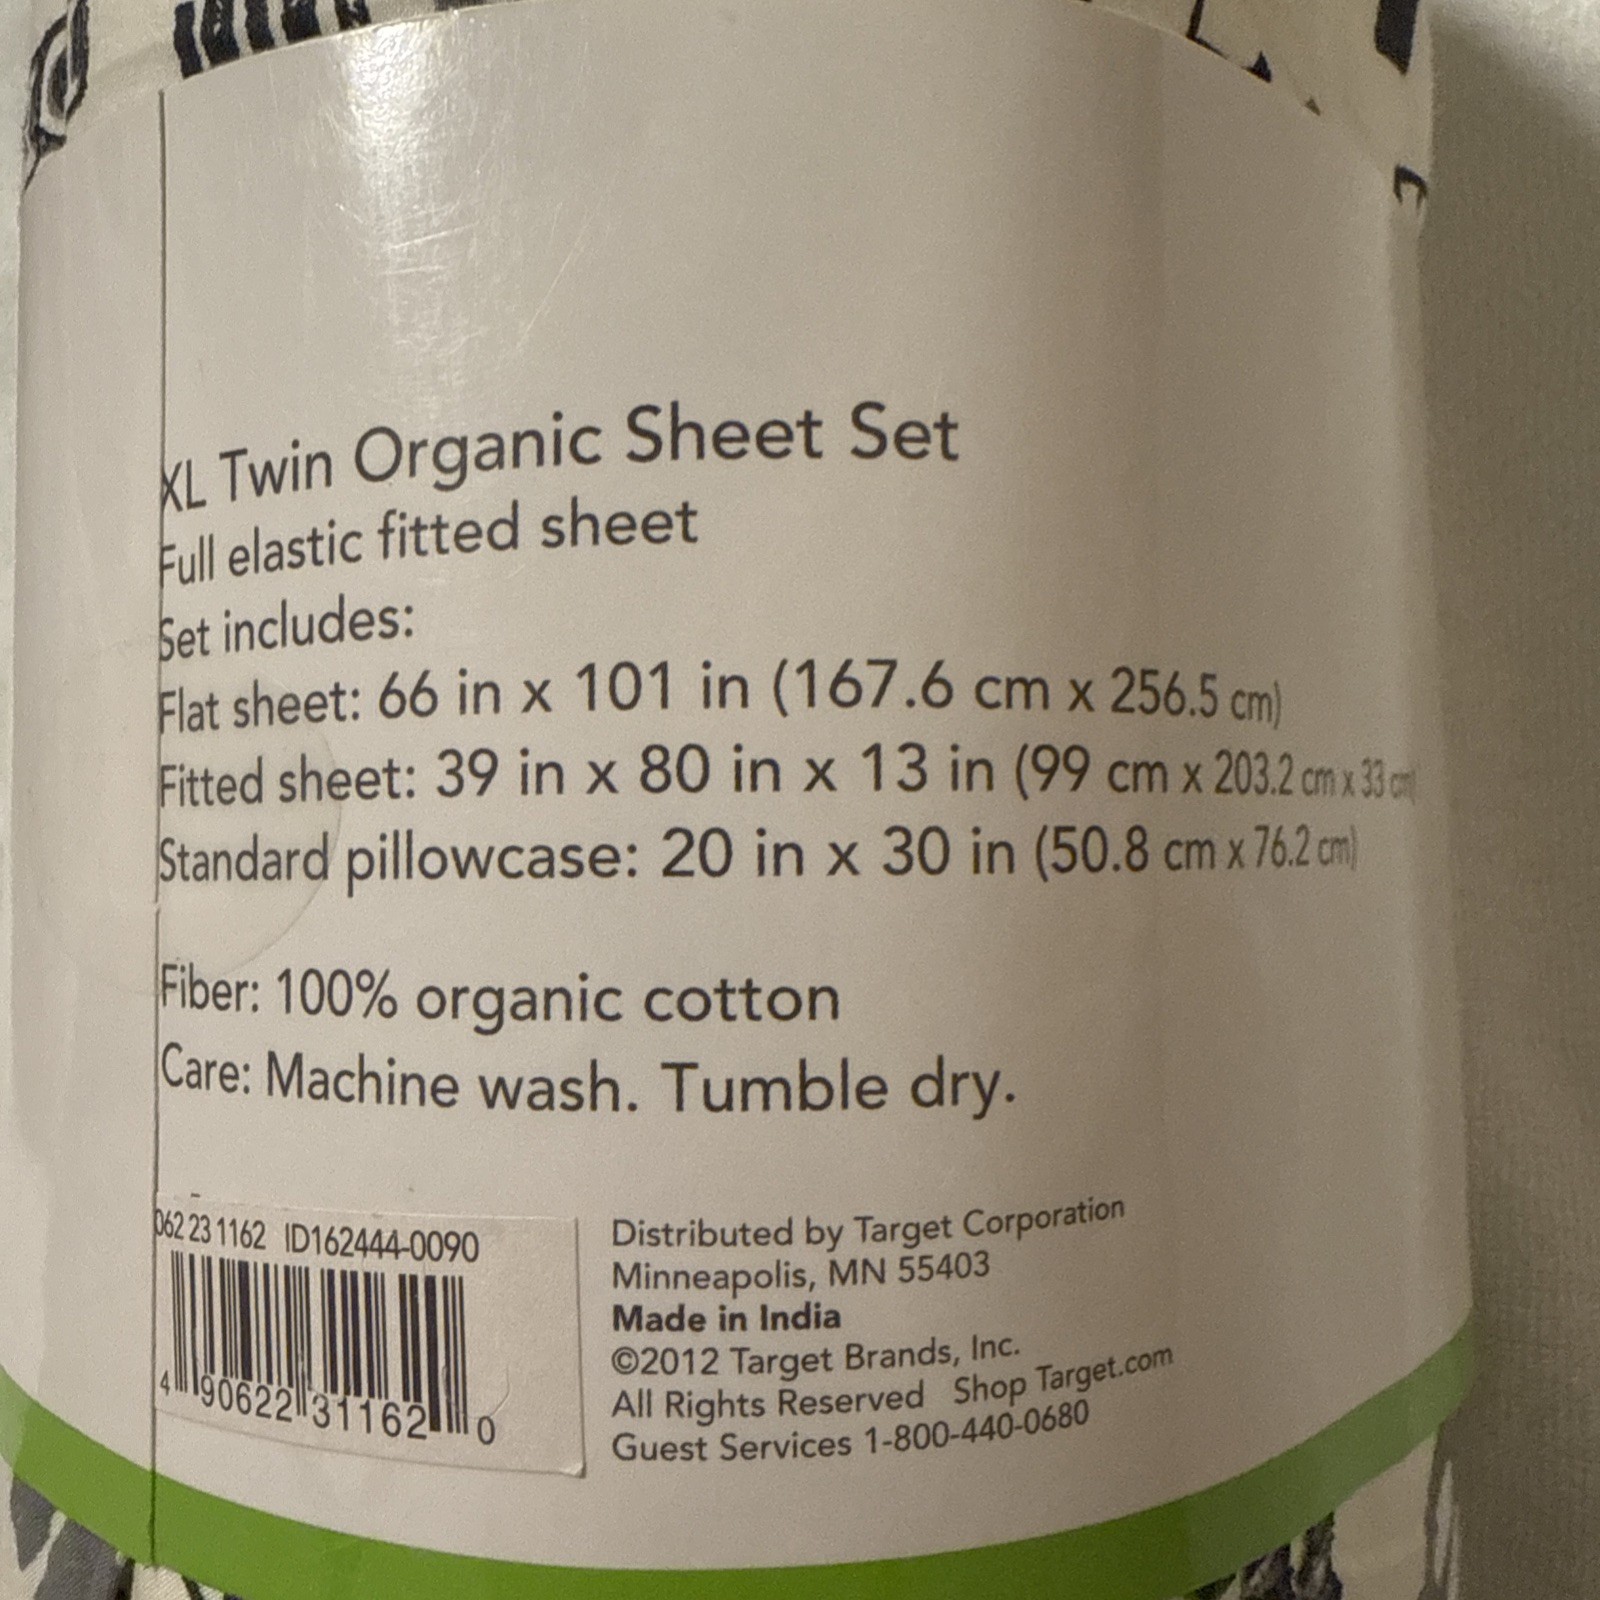 XL Twin Organic Sheet Set
Full elastic fitted sheet
Set includes:
Flat sheet: 66 in x 101 in (167.6 cm x 256.5 cm)
Fitted sheet: 39 in x 80 in x 13 in (99 cm x 203.2 cm x 33 cm)
Standard pillowcase: 20 in x 30 in (50.8 cm x 76.2 cm)
Fiber: 100% organic cotton
Care: Machine wash. Tumble dry.
062 23 1162 ID162444-0090
4 90622 31162 0
Distributed by Target Corporation
Minneapolis, MN 55403
Made in India
©2012 Target Brands, Inc.
All Rights Reserved Shop Target.com
Guest Services 1-800-440-0680